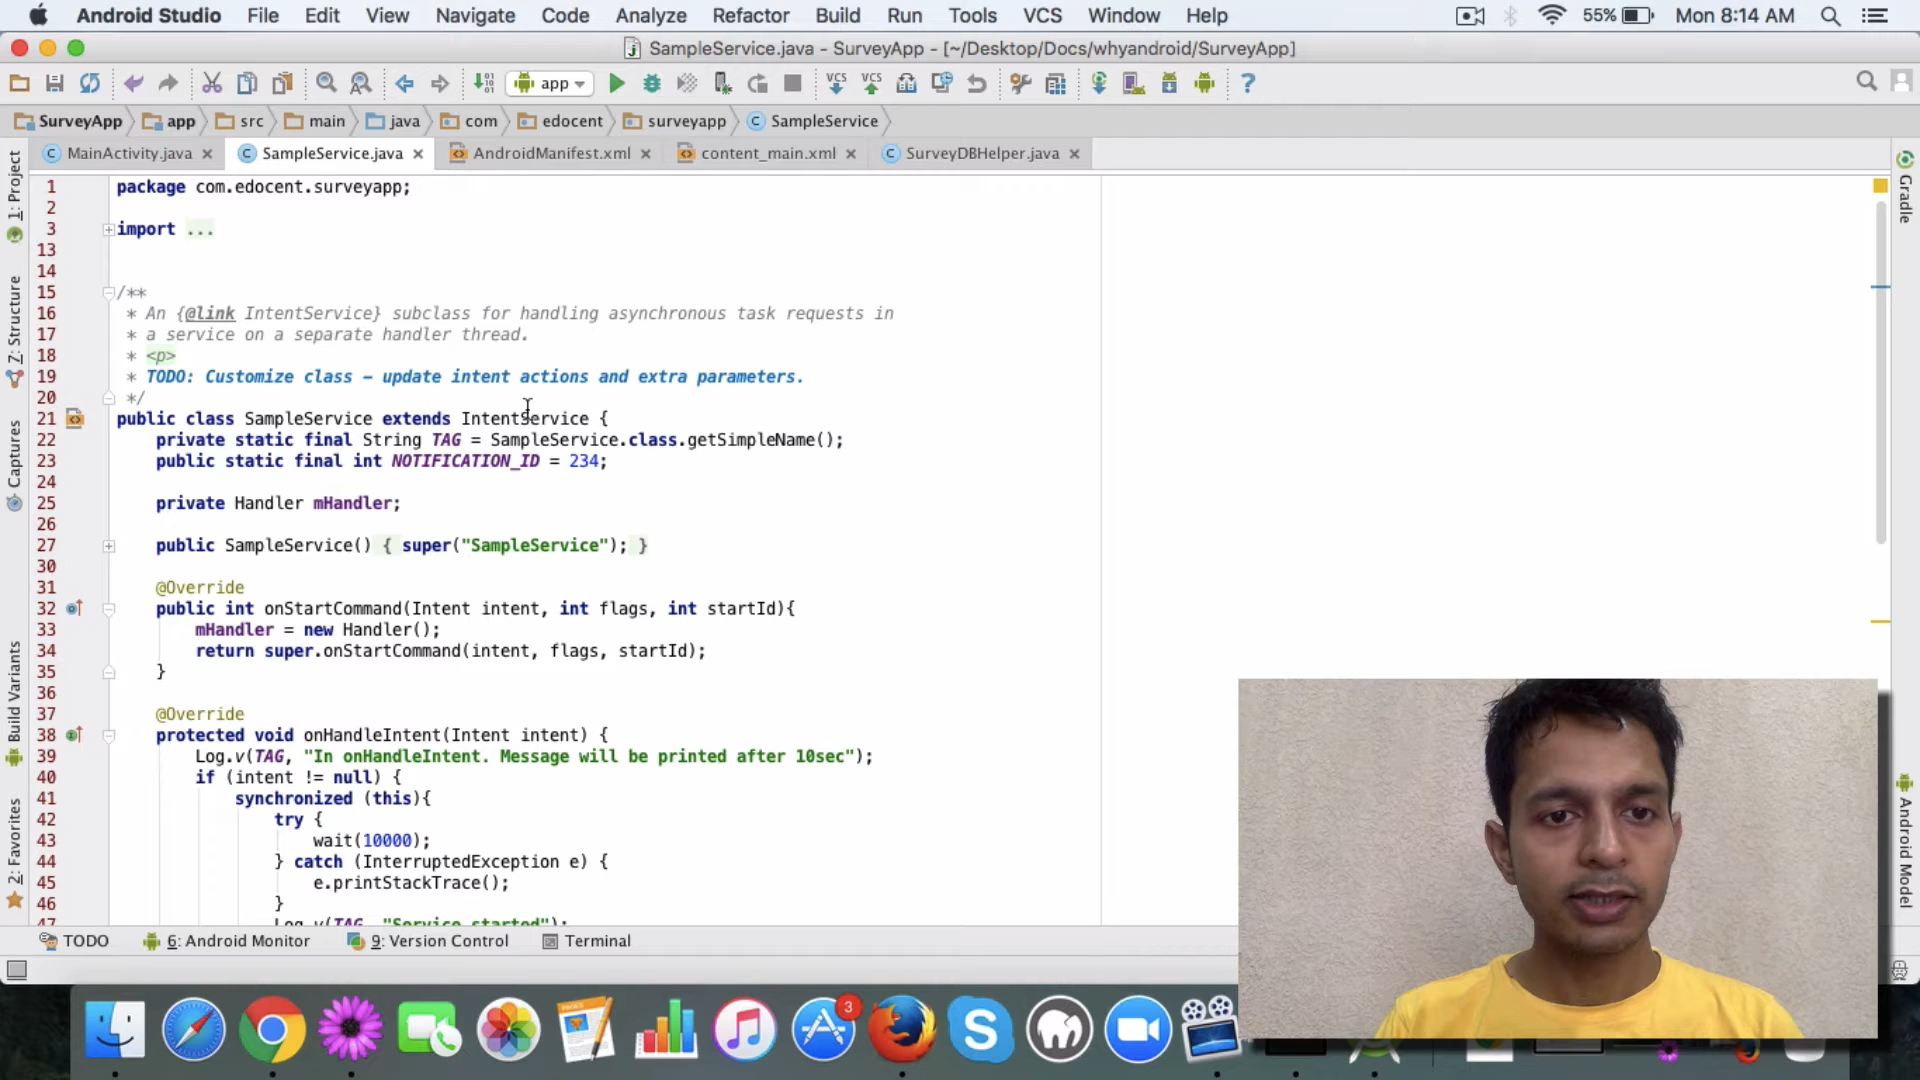 Android Studio File Edit View Navigate Code Analyze Refactor Build Run Tools VCS Window Help 55% Mon 8:14 AM
SampleService.java - SurveyApp - [~/Desktop/Docs/whyandroid/SurveyApp]
app VCS VCS ?
SurveyApp app src main java com edocent surveyapp SampleService
MainActivity.java SampleService.java AndroidManifest.xml content_main.xml SurveyDBHelper.java
1: Project
7: Structure
Captures
Build Variants
2: Favorites
1 package com.edocent.surveyapp;
2
3 import ...
13
14
15 /**
16 * An {@link IntentService} subclass for handling asynchronous task requests in
17 * a service on a separate handler thread.
18 * <p>
19 * TODO: Customize class – update intent actions and extra parameters.
20 */
21 public class SampleService extends IntentService {
22 private static final String TAG = SampleService.class.getSimpleName();
23 public static final int NOTIFICATION_ID = 234;
24
25 private Handler mHandler;
26
27 public SampleService() { super("SampleService"); }
30
31 @Override
32 public int onStartCommand(Intent intent, int flags, int startId){
33 mHandler = new Handler();
34 return super.onStartCommand(intent, flags, startId);
35 }
36
37 @Override
38 protected void onHandleIntent(Intent intent) {
39 Log.v(TAG, "In onHandleIntent. Message will be printed after 10sec");
40 if (intent != null) {
41 synchronized (this){
42 try {
43 wait(10000);
44 } catch (InterruptedException e) {
45 e.printStackTrace();
46 }
47 Log.v(TAG, "Service started");
Gradle
Android Model
TODO 6: Android Monitor 9: Version Control Terminal
PAGES
3
S